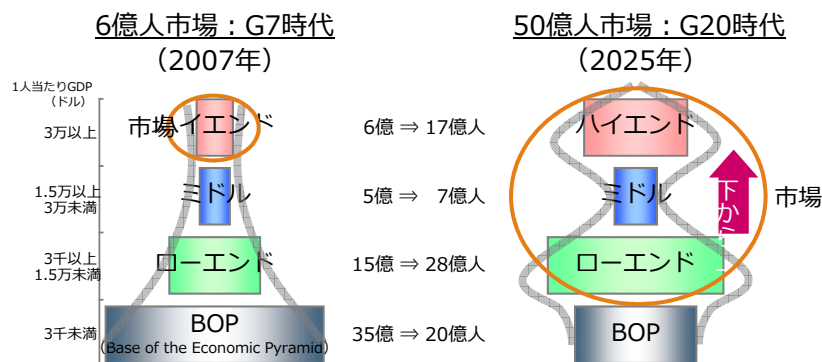 6億人市場：G7時代
（2007年）
50億人市場：G20時代
（2025年）
1人当たりGDP
（ドル）
3万以上
市場
ハイエンド
6億 ⇒ 17億人
ハイエンド
1.5万以上
3万未満
ミドル
5億 ⇒ 7億人
ミドル
下から
市場
3千以上
1.5万未満
ローエンド
15億 ⇒ 28億人
ローエンド
3千未満
BOP
（Base of the Economic Pyramid）
35億 ⇒ 20億人
BOP